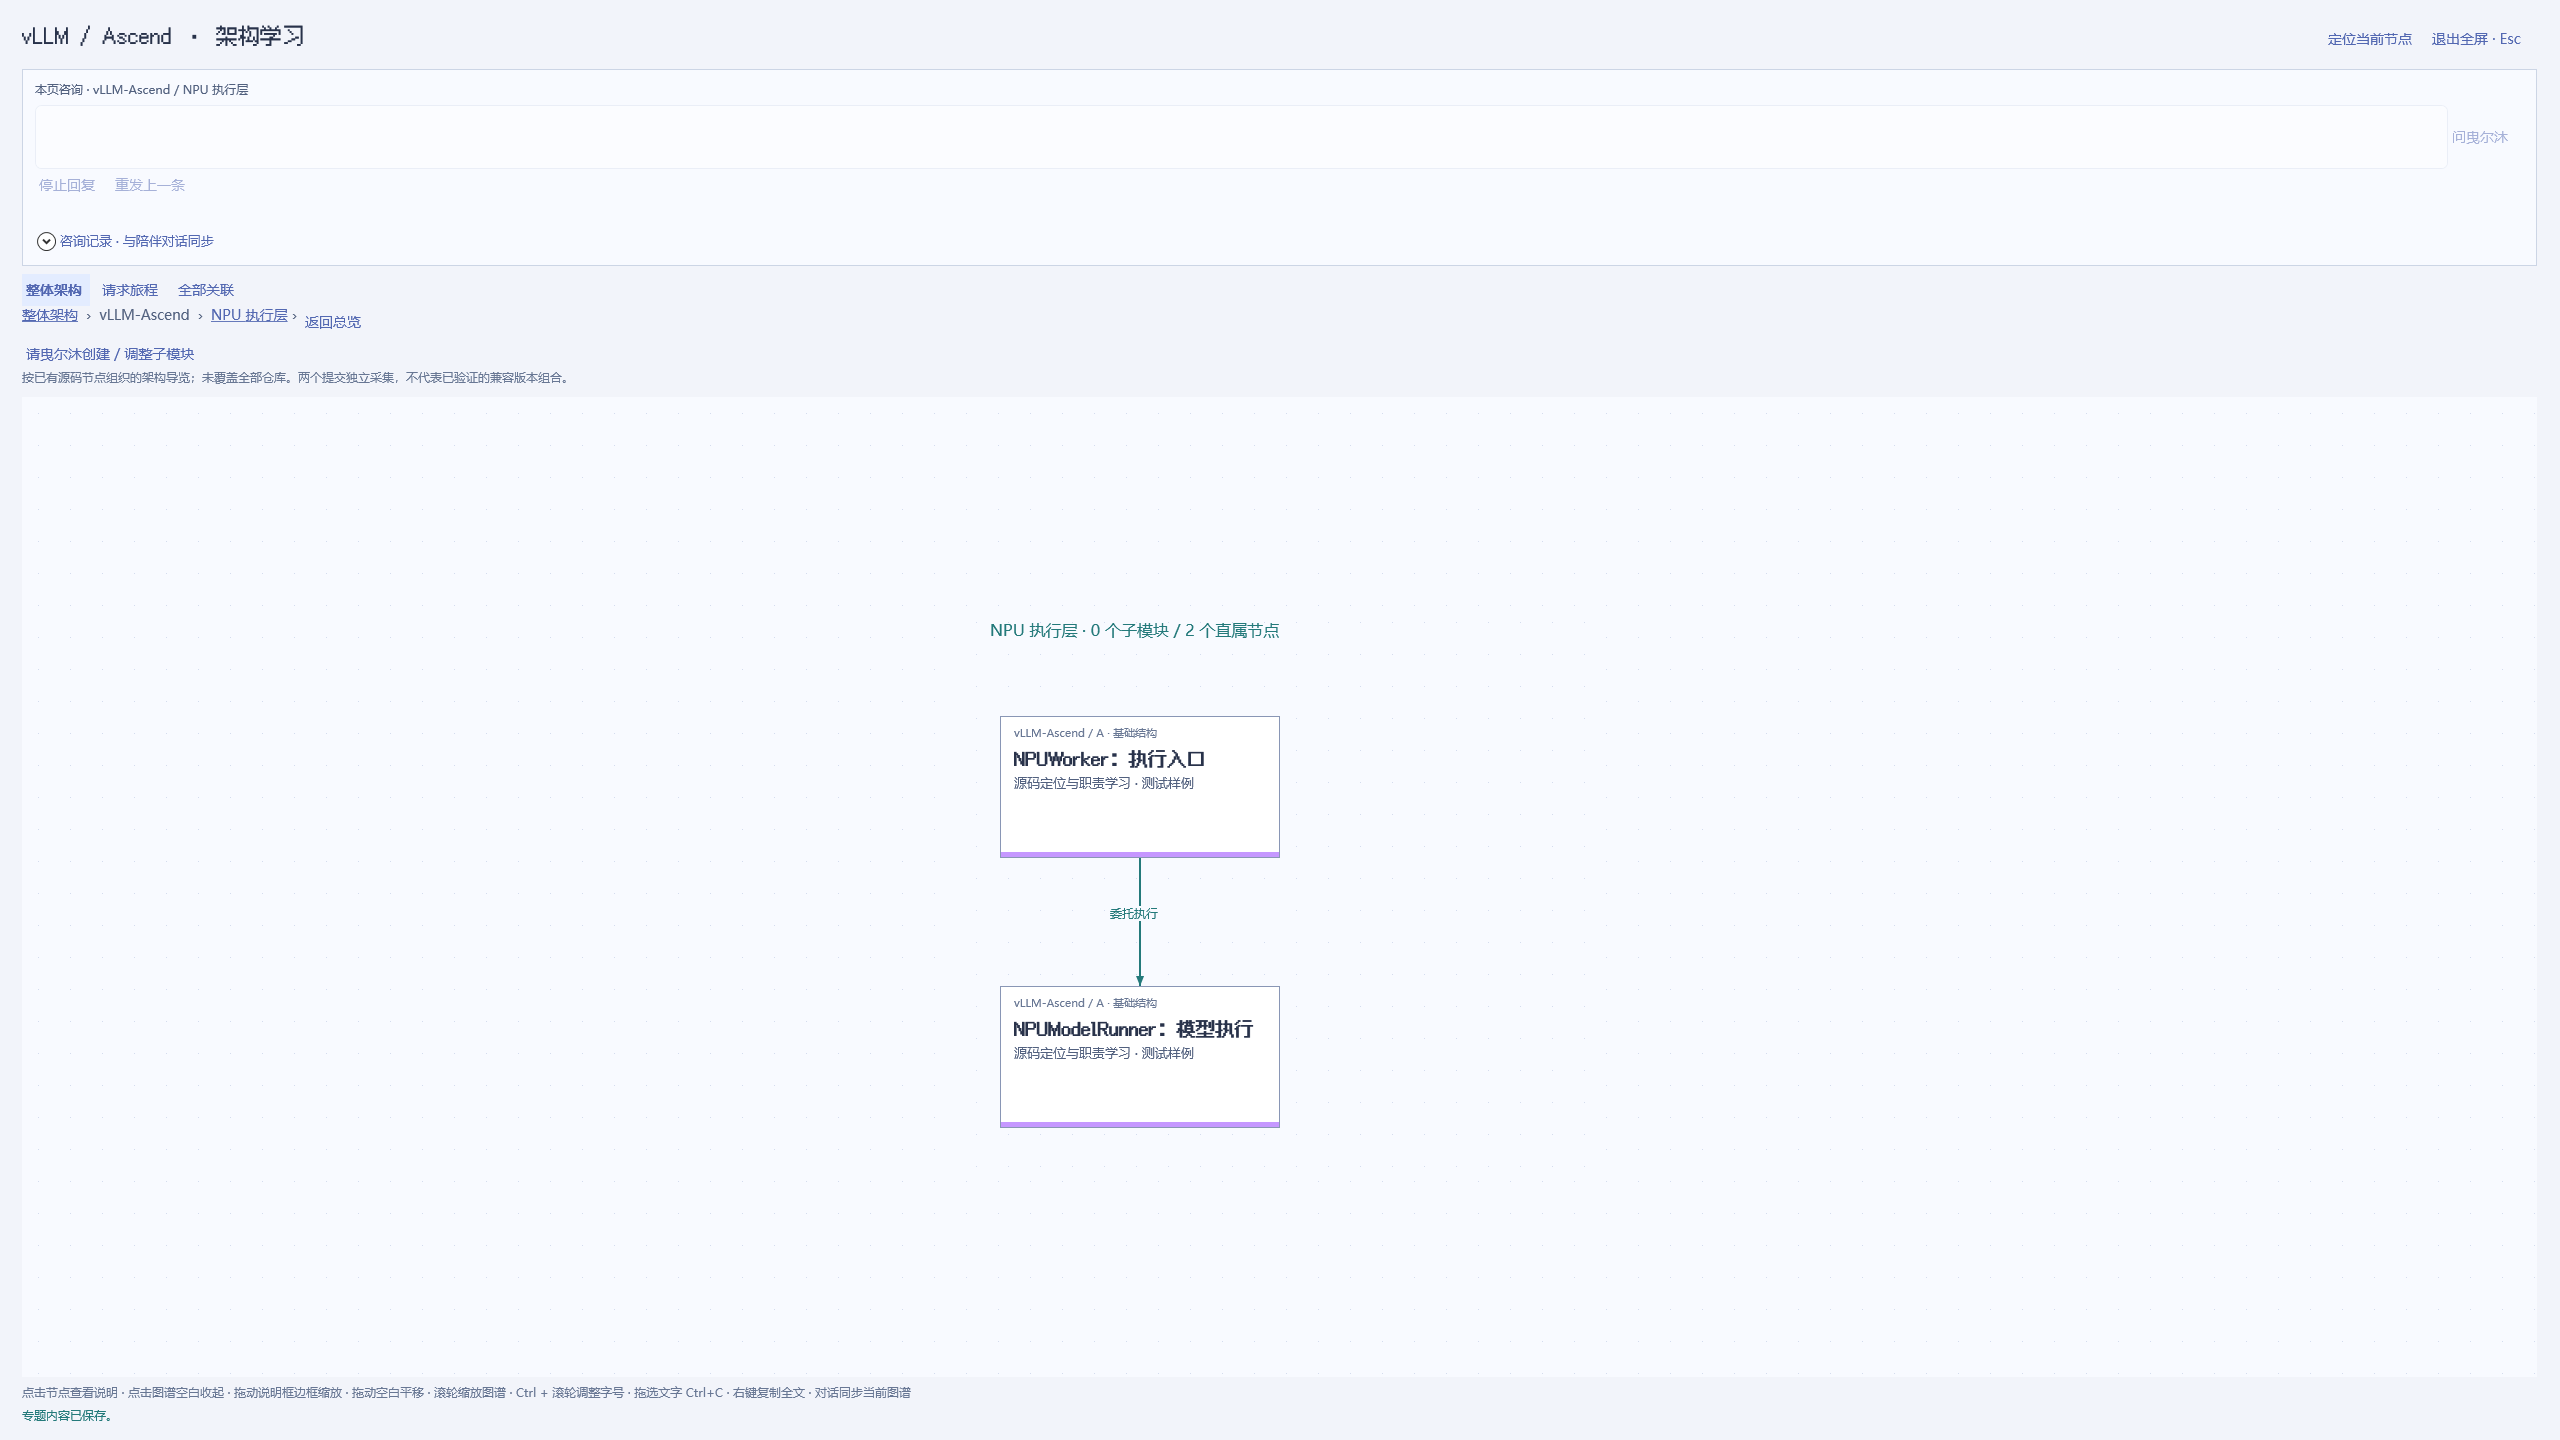 vLLM / Ascend · 架构学习
定位当前节点 退出全屏 · Esc
本页咨询 · vLLM-Ascend / NPU 执行层
问曳尔沐
停止回复 重发上一条
咨询记录 · 与陪伴对话同步
整体架构 请求旅程 全部关联
整体架构 › vLLM-Ascend › NPU 执行层 › 返回总览
请曳尔沐创建 / 调整子模块
按已有源码节点组织的架构导览；未覆盖全部仓库。两个提交独立采集，不代表已验证的兼容版本组合。
NPU 执行层 · 0 个子模块 / 2 个直属节点
vLLM-Ascend / A · 基础结构
NPUWorker：执行入口
源码定位与职责学习 · 测试样例
委托执行
vLLM-Ascend / A · 基础结构
NPUModelRunner：模型执行
源码定位与职责学习 · 测试样例
点击节点查看说明 · 点击图谱空白收起 · 拖动说明框边框缩放 · 拖动空白平移 · 滚轮缩放图谱 · Ctrl + 滚轮调整字号 · 拖选文字 Ctrl+C · 右键复制全文 · 对话同步当前图谱
专题内容已保存。